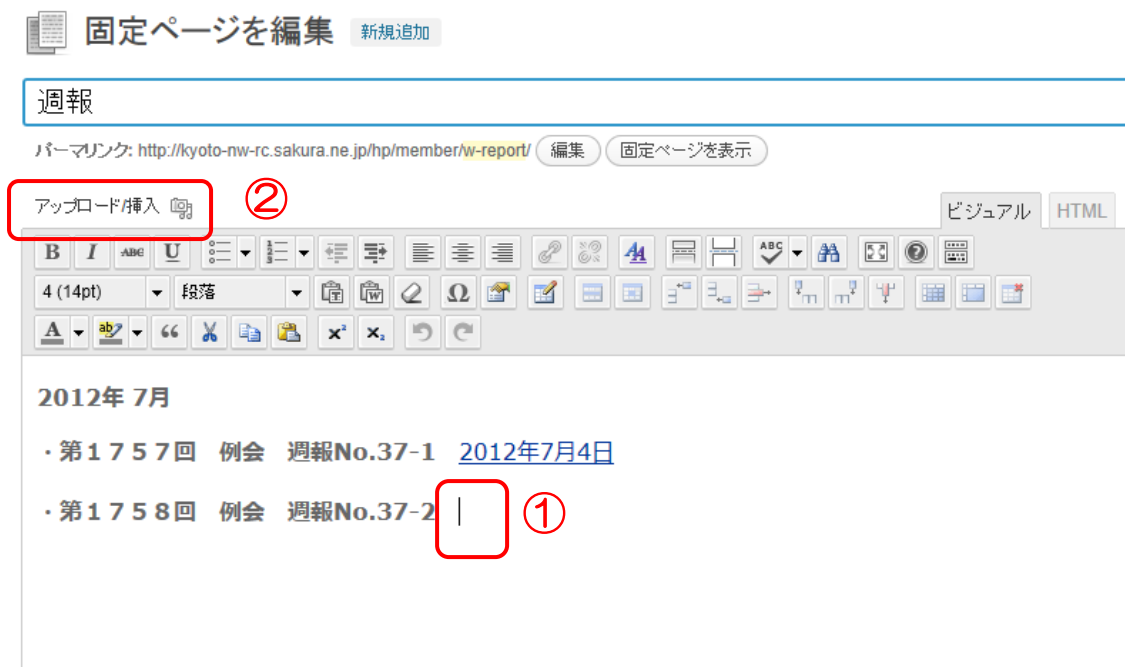 固定ページを編集 新規追加
週報
パーマリンク: http://kyoto-nw-rc.sakura.ne.jp/hp/member/w-report/ 編集 固定ページを表示
アップロード/挿入 ② ビジュアル HTML
B I ABC U ABC
4 (14pt) 段落
A ab x² x₂
2012年 7月
・第１７５７回　例会　週報No.37-1　2012年7月4日
・第１７５８回　例会　週報No.37-2 ①